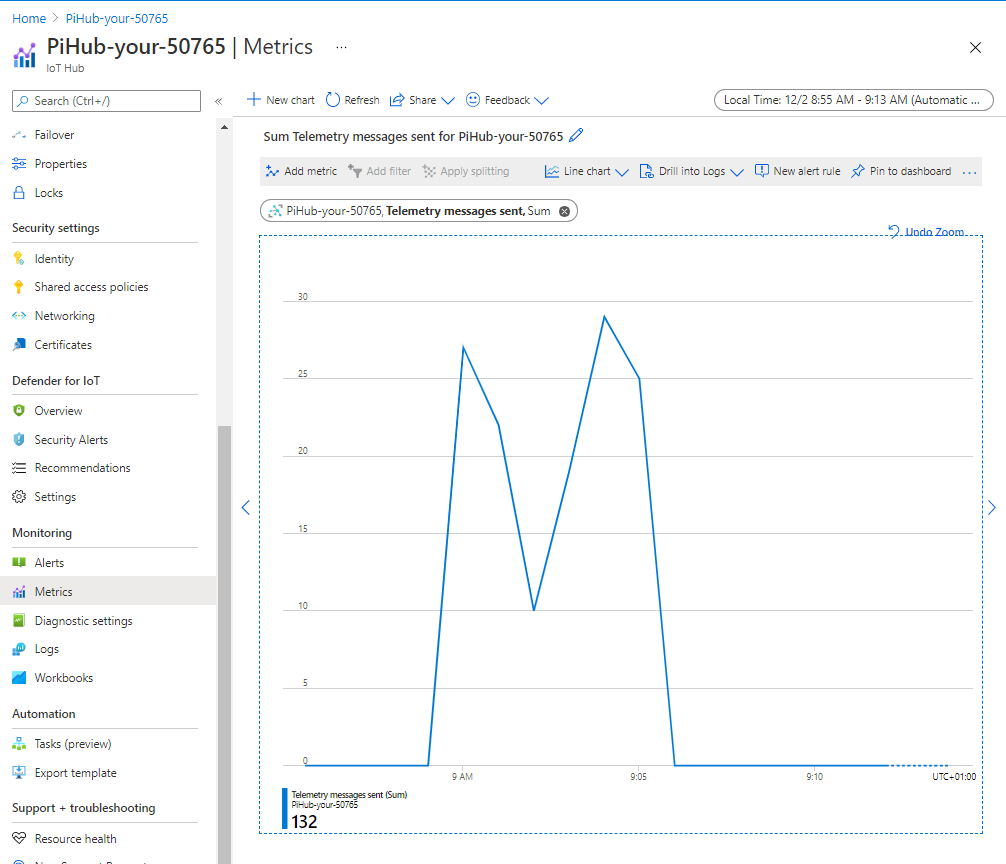 Home > PiHub-your-50765
PiHub-your-50765 | Metrics ...
IoT Hub
Search (Ctrl+/)
«
Failover
Properties
Locks
Security settings
Identity
Shared access policies
Networking
Certificates
Defender for IoT
Overview
Security Alerts
Recommendations
Settings
Monitoring
Alerts
Metrics
Diagnostic settings
Logs
Workbooks
Automation
Tasks (preview)
Export template
Support + troubleshooting
Resource health
New chart Refresh Share Feedback
Local Time: 12/2 8:55 AM - 9:13 AM (Automatic ...
Sum Telemetry messages sent for PiHub-your-50765
Add metric Add filter Apply splitting Line chart Drill into Logs New alert rule Pin to dashboard ...
PiHub-your-50765, Telemetry messages sent, Sum
Undo Zoom
30
25
20
15
10
5
0
9 AM 9:05 9:10 UTC+01:00
Telemetry messages sent (Sum)
PiHub-your-50765
132